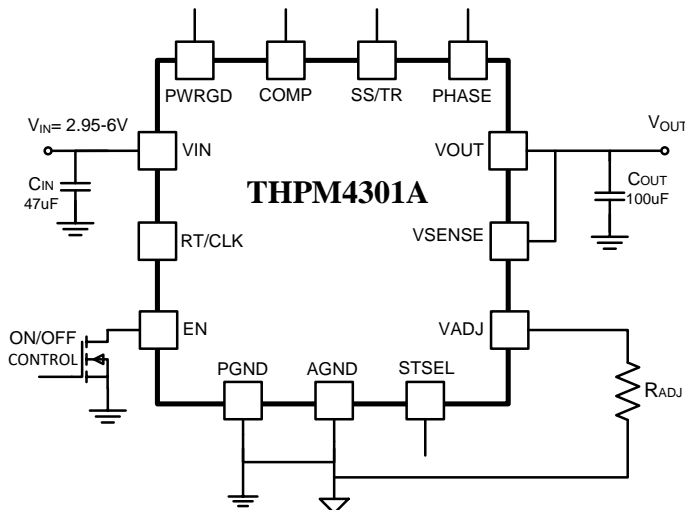 PWRGD COMP SS/TR PHASE
VIN= 2.95-6V
VIN
VOUT
VOUT
CIN
47uF
THPM4301A
COUT
100uF
RT/CLK
VSENSE
ON/OFF
CONTROL
EN
VADJ
PGND AGND STSEL
RADJ